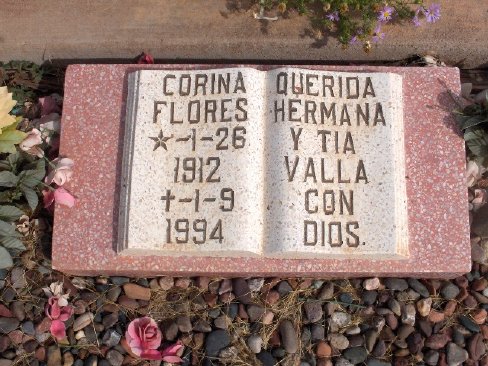 CORINA
FLORES
☆-1-26
1912
✝-1-9
1994
QUERIDA
HERMANA
Y TIA
VALLA
CON
DIOS.